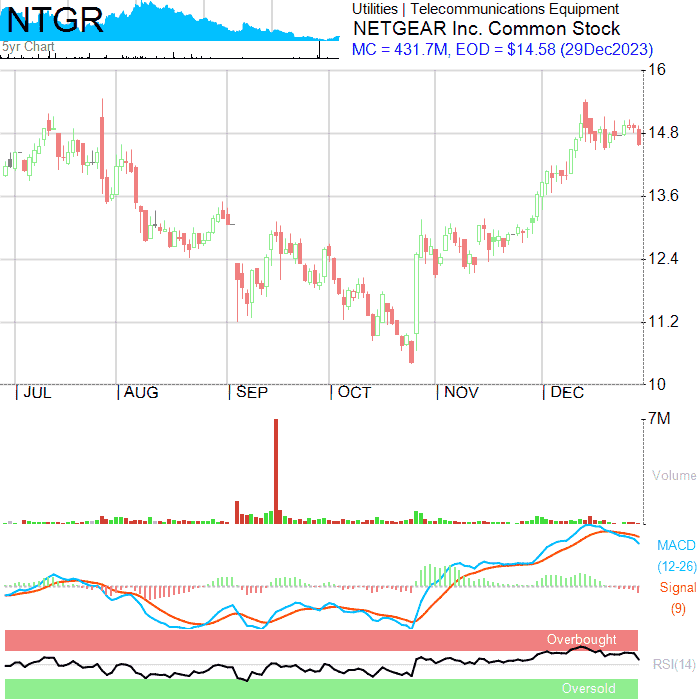 NTGR
5yr Chart
Utilities | Telecommunications Equipment
NETGEAR Inc. Common Stock
MC = 431.7M, EOD = $14.58 (29Dec2023)
16
14.8
13.6
12.4
11.2
10
|JUL |AUG |SEP |OCT |NOV |DEC
7M
Volume
MACD
(12-26)
Signal
(9)
Overbought
RSI(14)
Oversold